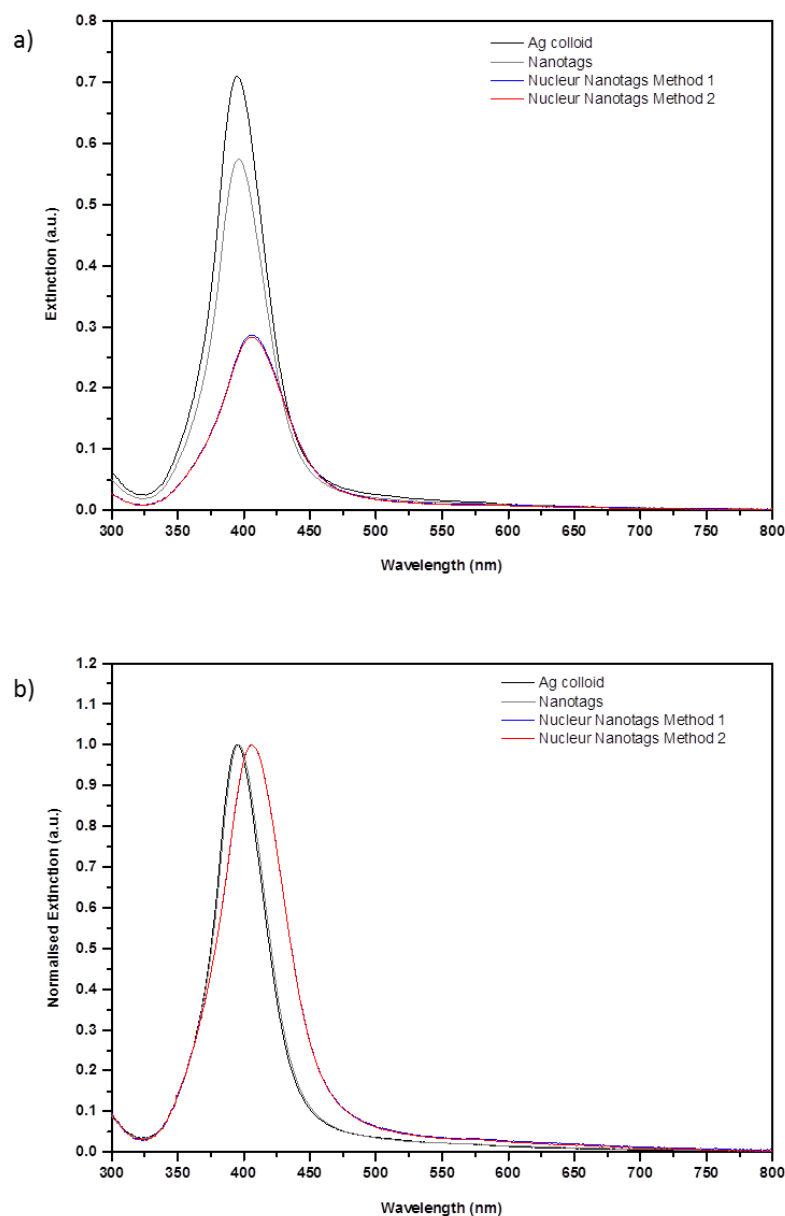 a)
0.8
0.7
0.6
0.5
0.4
0.3
0.2
0.1
0.0
Extinction (a.u.)
Ag colloid
Nanotags
Nucleur Nanotags Method 1
Nucleur Nanotags Method 2
300 350 400 450 500 550 600 650 700 750 800
Wavelength (nm)
b)
1.2
1.1
1.0
0.9
0.8
0.7
0.6
0.5
0.4
0.3
0.2
0.1
0.0
Normalised Extinction (a.u.)
Ag colloid
Nanotags
Nucleur Nanotags Method 1
Nucleur Nanotags Method 2
300 350 400 450 500 550 600 650 700 750 800
Wavelength (nm)